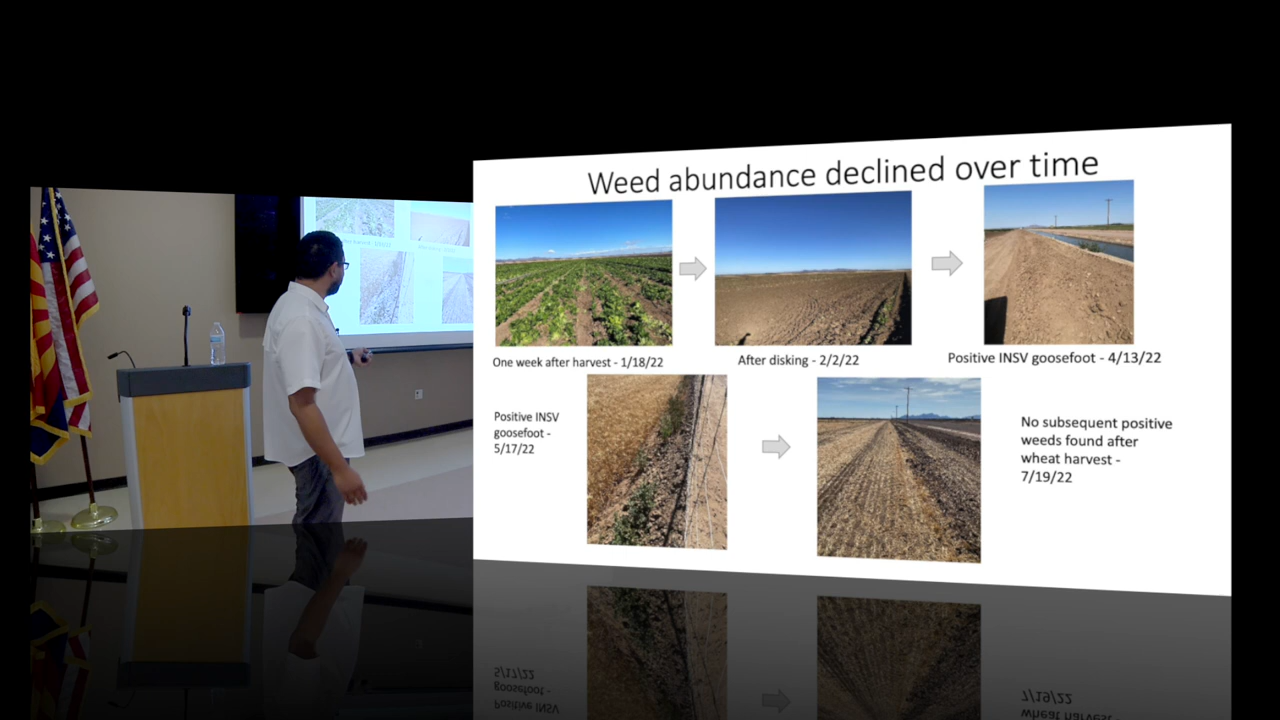 Weed abundance declined over time
One week after harvest - 1/18/22
After disking - 2/2/22
Positive INSV goosefoot - 4/13/22
Positive INSV
goosefoot -
5/17/22
No subsequent positive
weeds found after
wheat harvest -
7/19/22